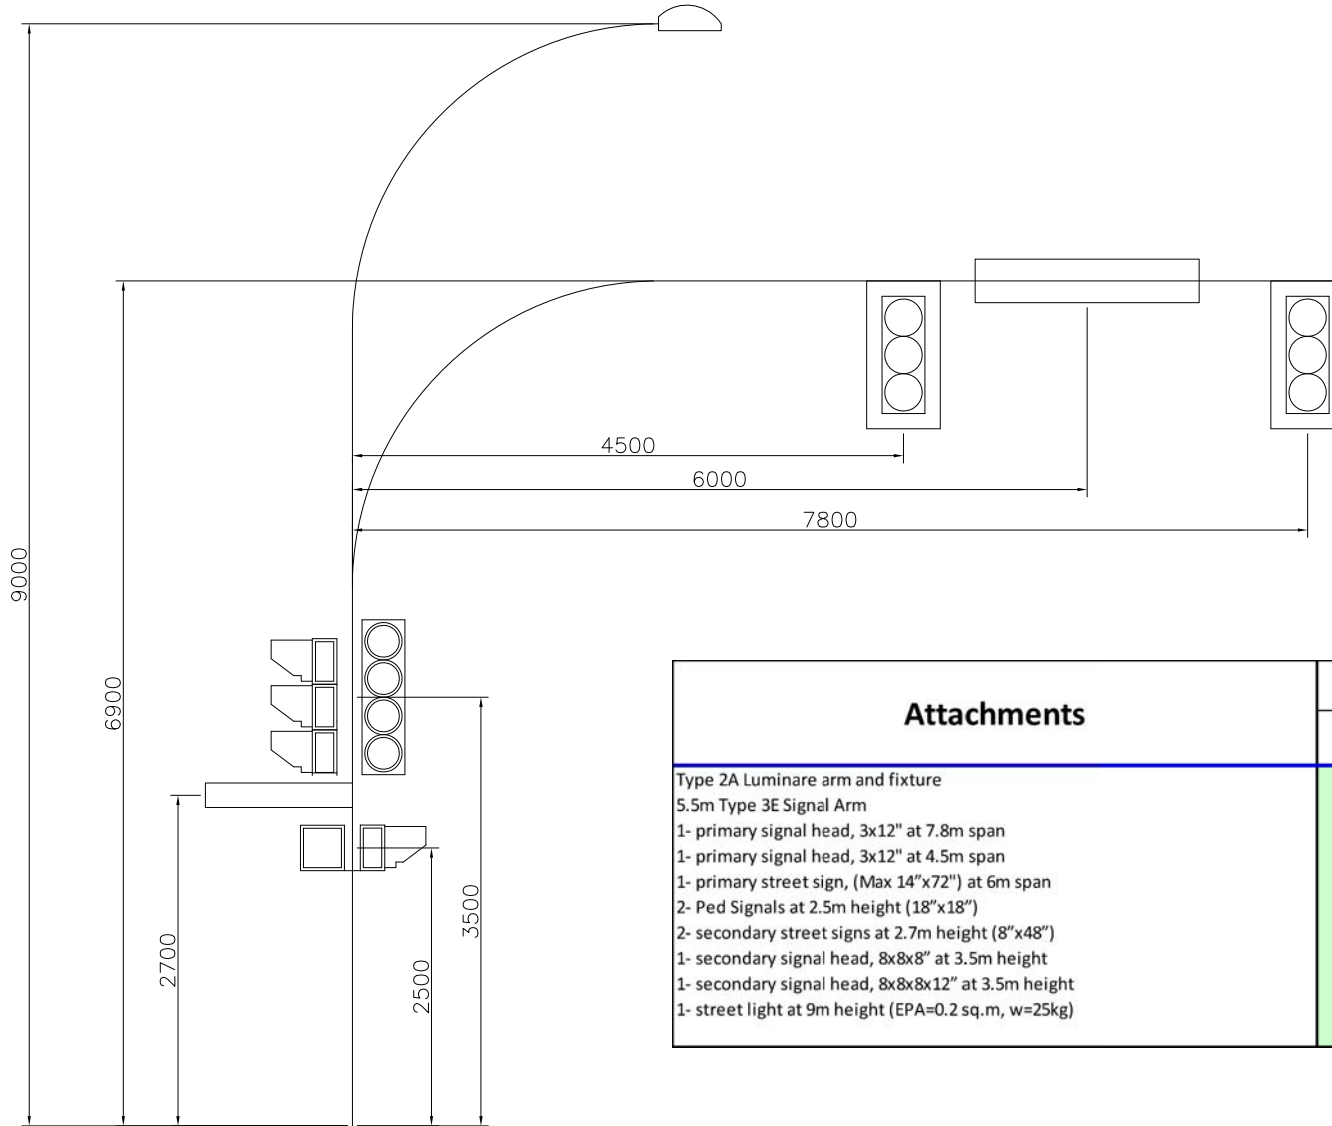 4500
6000
7800
9000
6900
3500
2700
2500
Attachments
Type 2A Luminare arm and fixture
5.5m Type 3E Signal Arm
1- primary signal head, 3x12" at 7.8m span
1- primary signal head, 3x12" at 4.5m span
1- primary street sign, (Max 14"x72") at 6m span
2- Ped Signals at 2.5m height (18"x18")
2- secondary street signs at 2.7m height (8"x48")
1- secondary signal head, 8x8x8" at 3.5m height
1- secondary signal head, 8x8x8x12" at 3.5m height
1- street light at 9m height (EPA=0.2 sq.m, w=25kg)